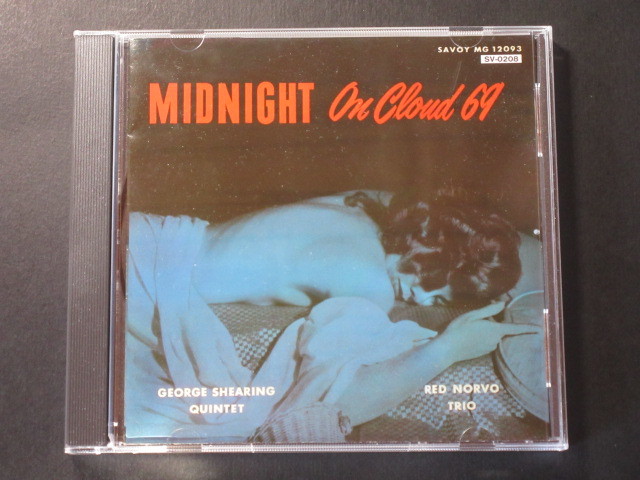 SAVOY MG 12093
SV-0208
MIDNIGHT On Cloud 69
GEORGE SHEARING
QUINTET
RED NORVO
TRIO